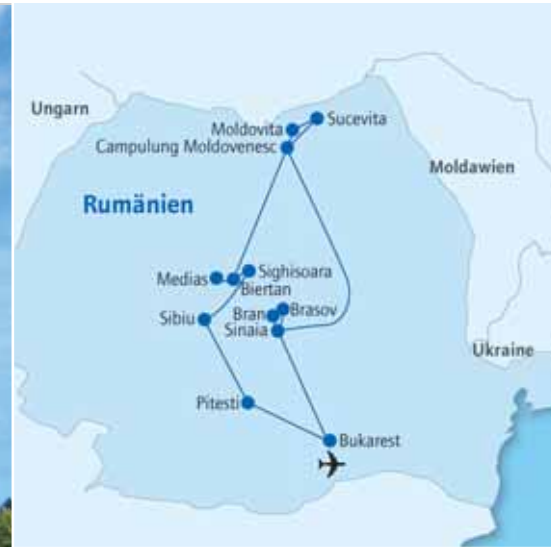 Ungarn
Sucevita
Moldovita
Campulung Moldovenesc
Moldawien
Rumänien
Sighisoara
Medias
Biertan
Brasov
Bran
Sibiu
Sinaia
Ukraine
Pitesti
Bukarest